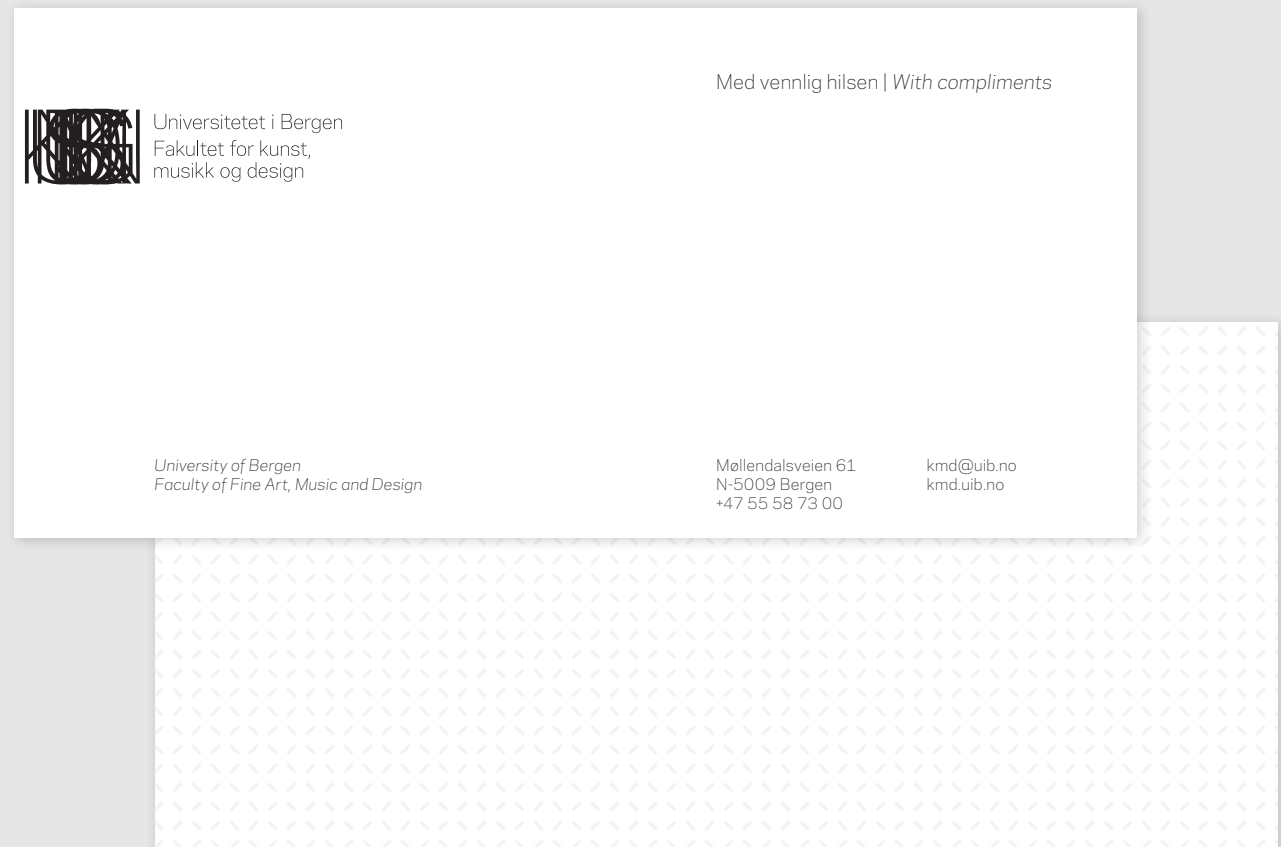 Med vennlig hilsen | With compliments
Universitetet i Bergen
Fakultet for kunst,
musikk og design
University of Bergen
Faculty of Fine Art, Music and Design
Møllendalsveien 61
N-5009 Bergen
+47 55 58 73 00
kmd@uib.no
kmd.uib.no